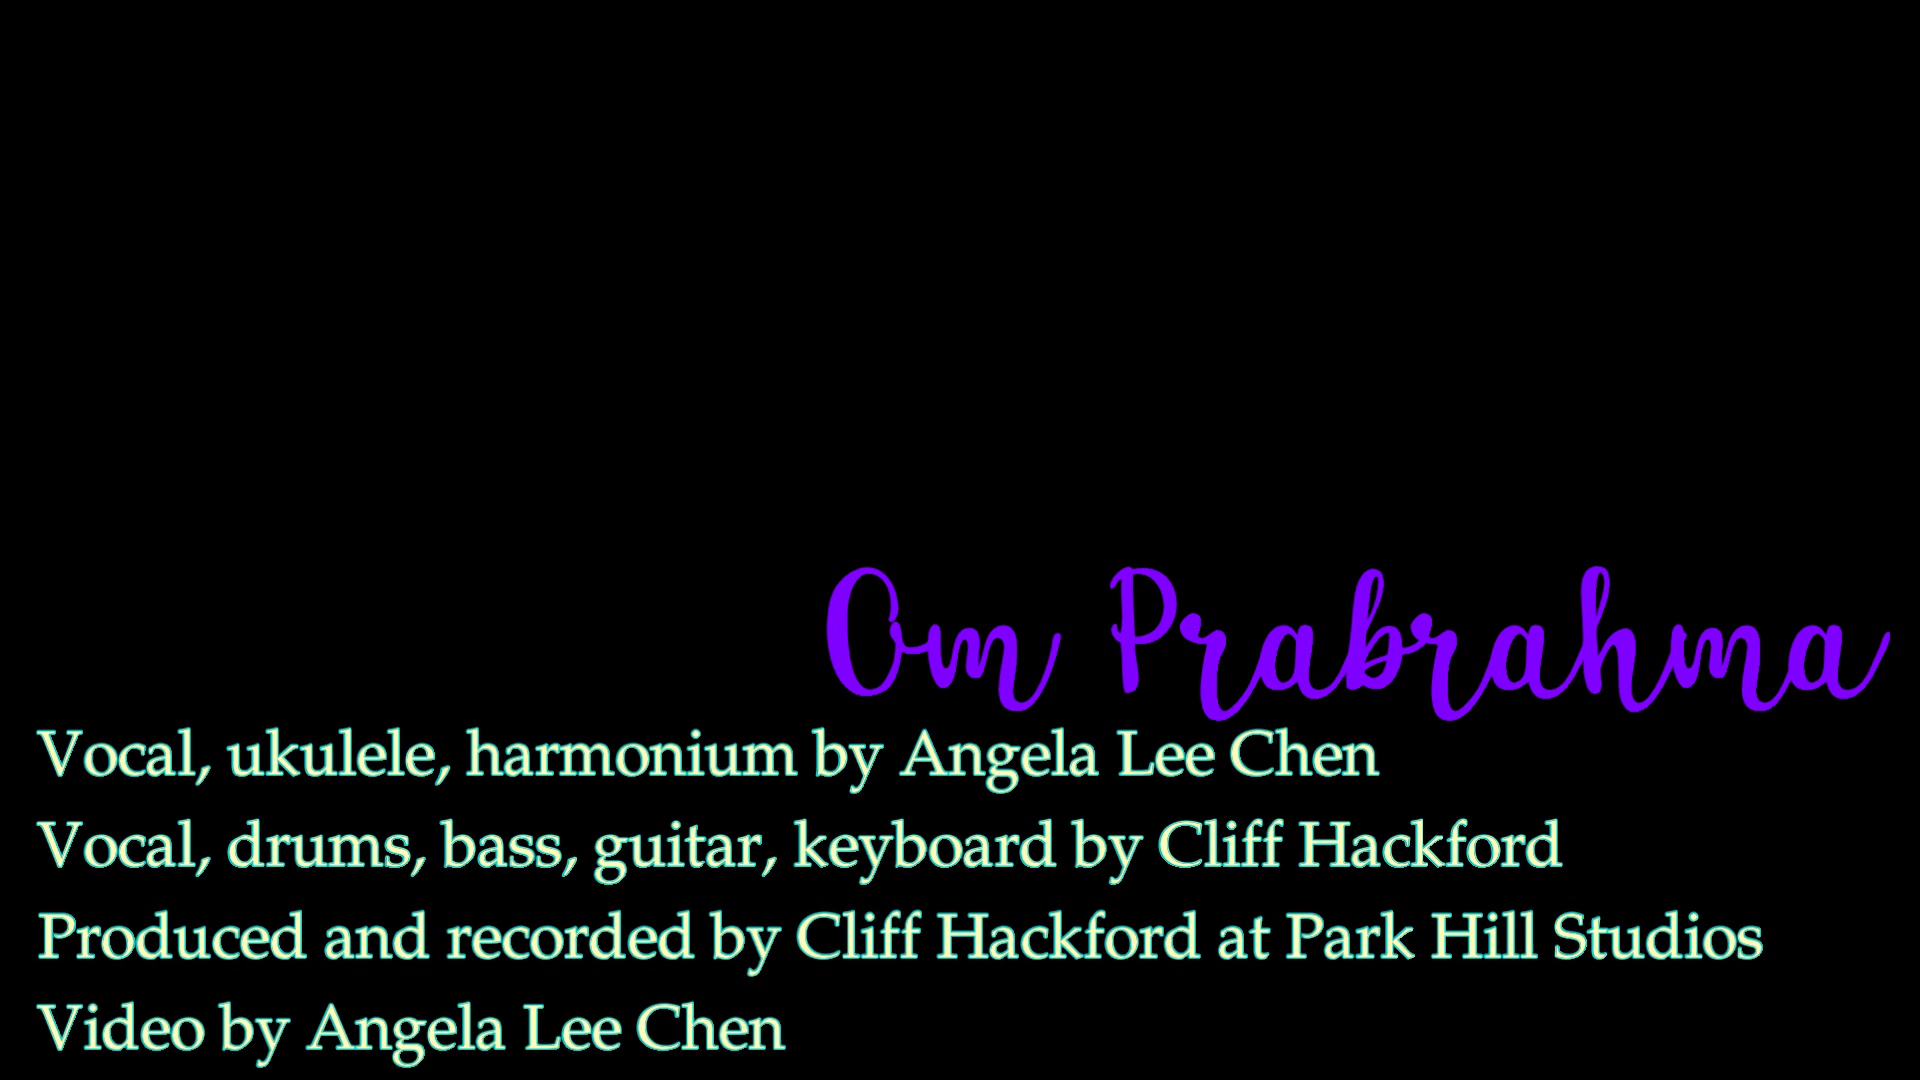 Om Prabrahma
Vocal, ukulele, harmonium by Angela Lee Chen
Vocal, drums, bass, guitar, keyboard by Cliff Hackford
Produced and recorded by Cliff Hackford at Park Hill Studios
Video by Angela Lee Chen